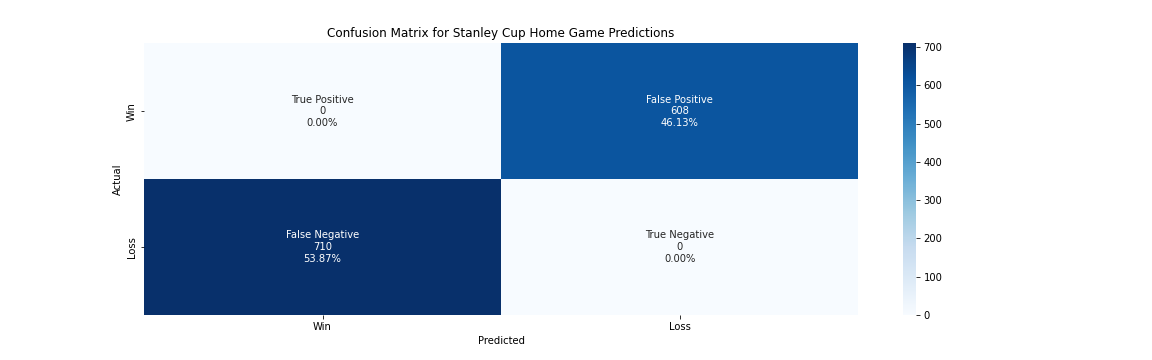 Confusion Matrix for Stanley Cup Home Game Predictions
True Positive
0
0.00%
False Positive
608
46.13%
False Negative
710
53.87%
True Negative
0
0.00%
Actual
Win
Loss
Win
Loss
Predicted
700
600
500
400
300
200
100
0